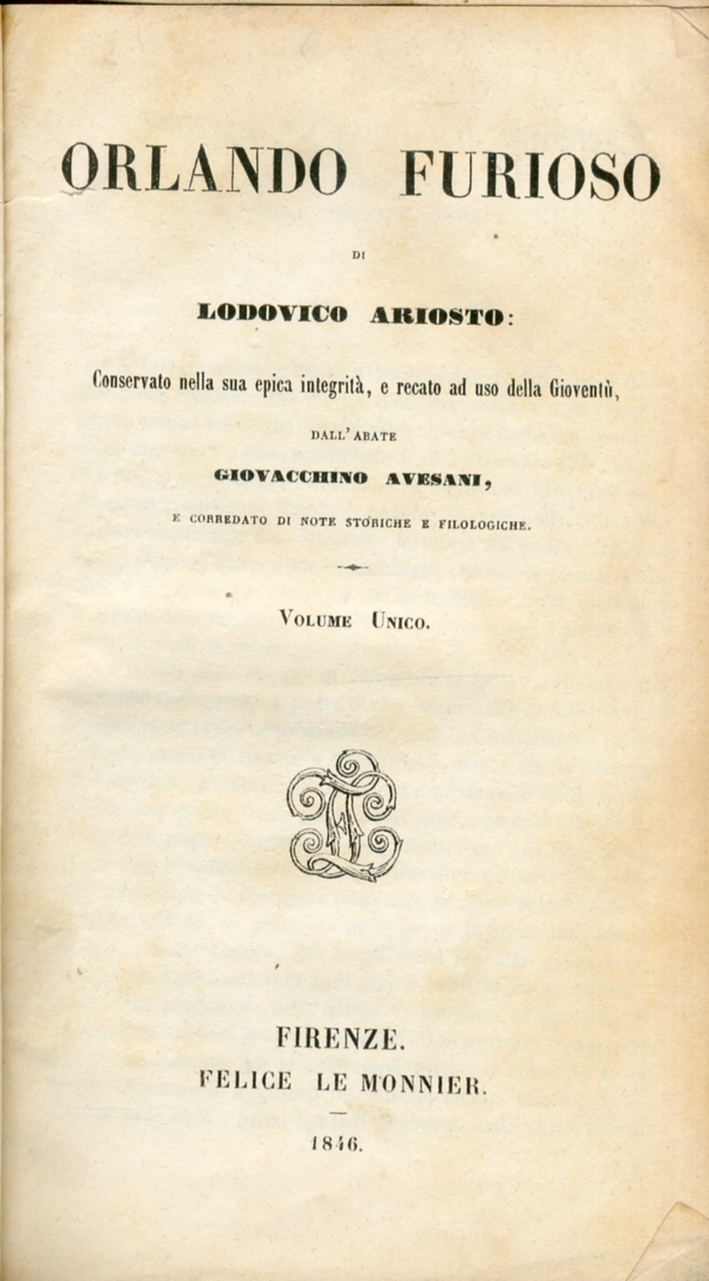 ORLANDO FURIOSO
DI
LODOVICO ARIOSTO:
Conservato nella sua epica integrità, e recato ad uso della Gioventù,
DALL'ABATE
GIOVACCHINO AVESANI,
E CORREDATO DI NOTE STORICHE E FILOLOGICHE.
VOLUME UNICO.
FIRENZE.
FELICE LE MONNIER.
1846.